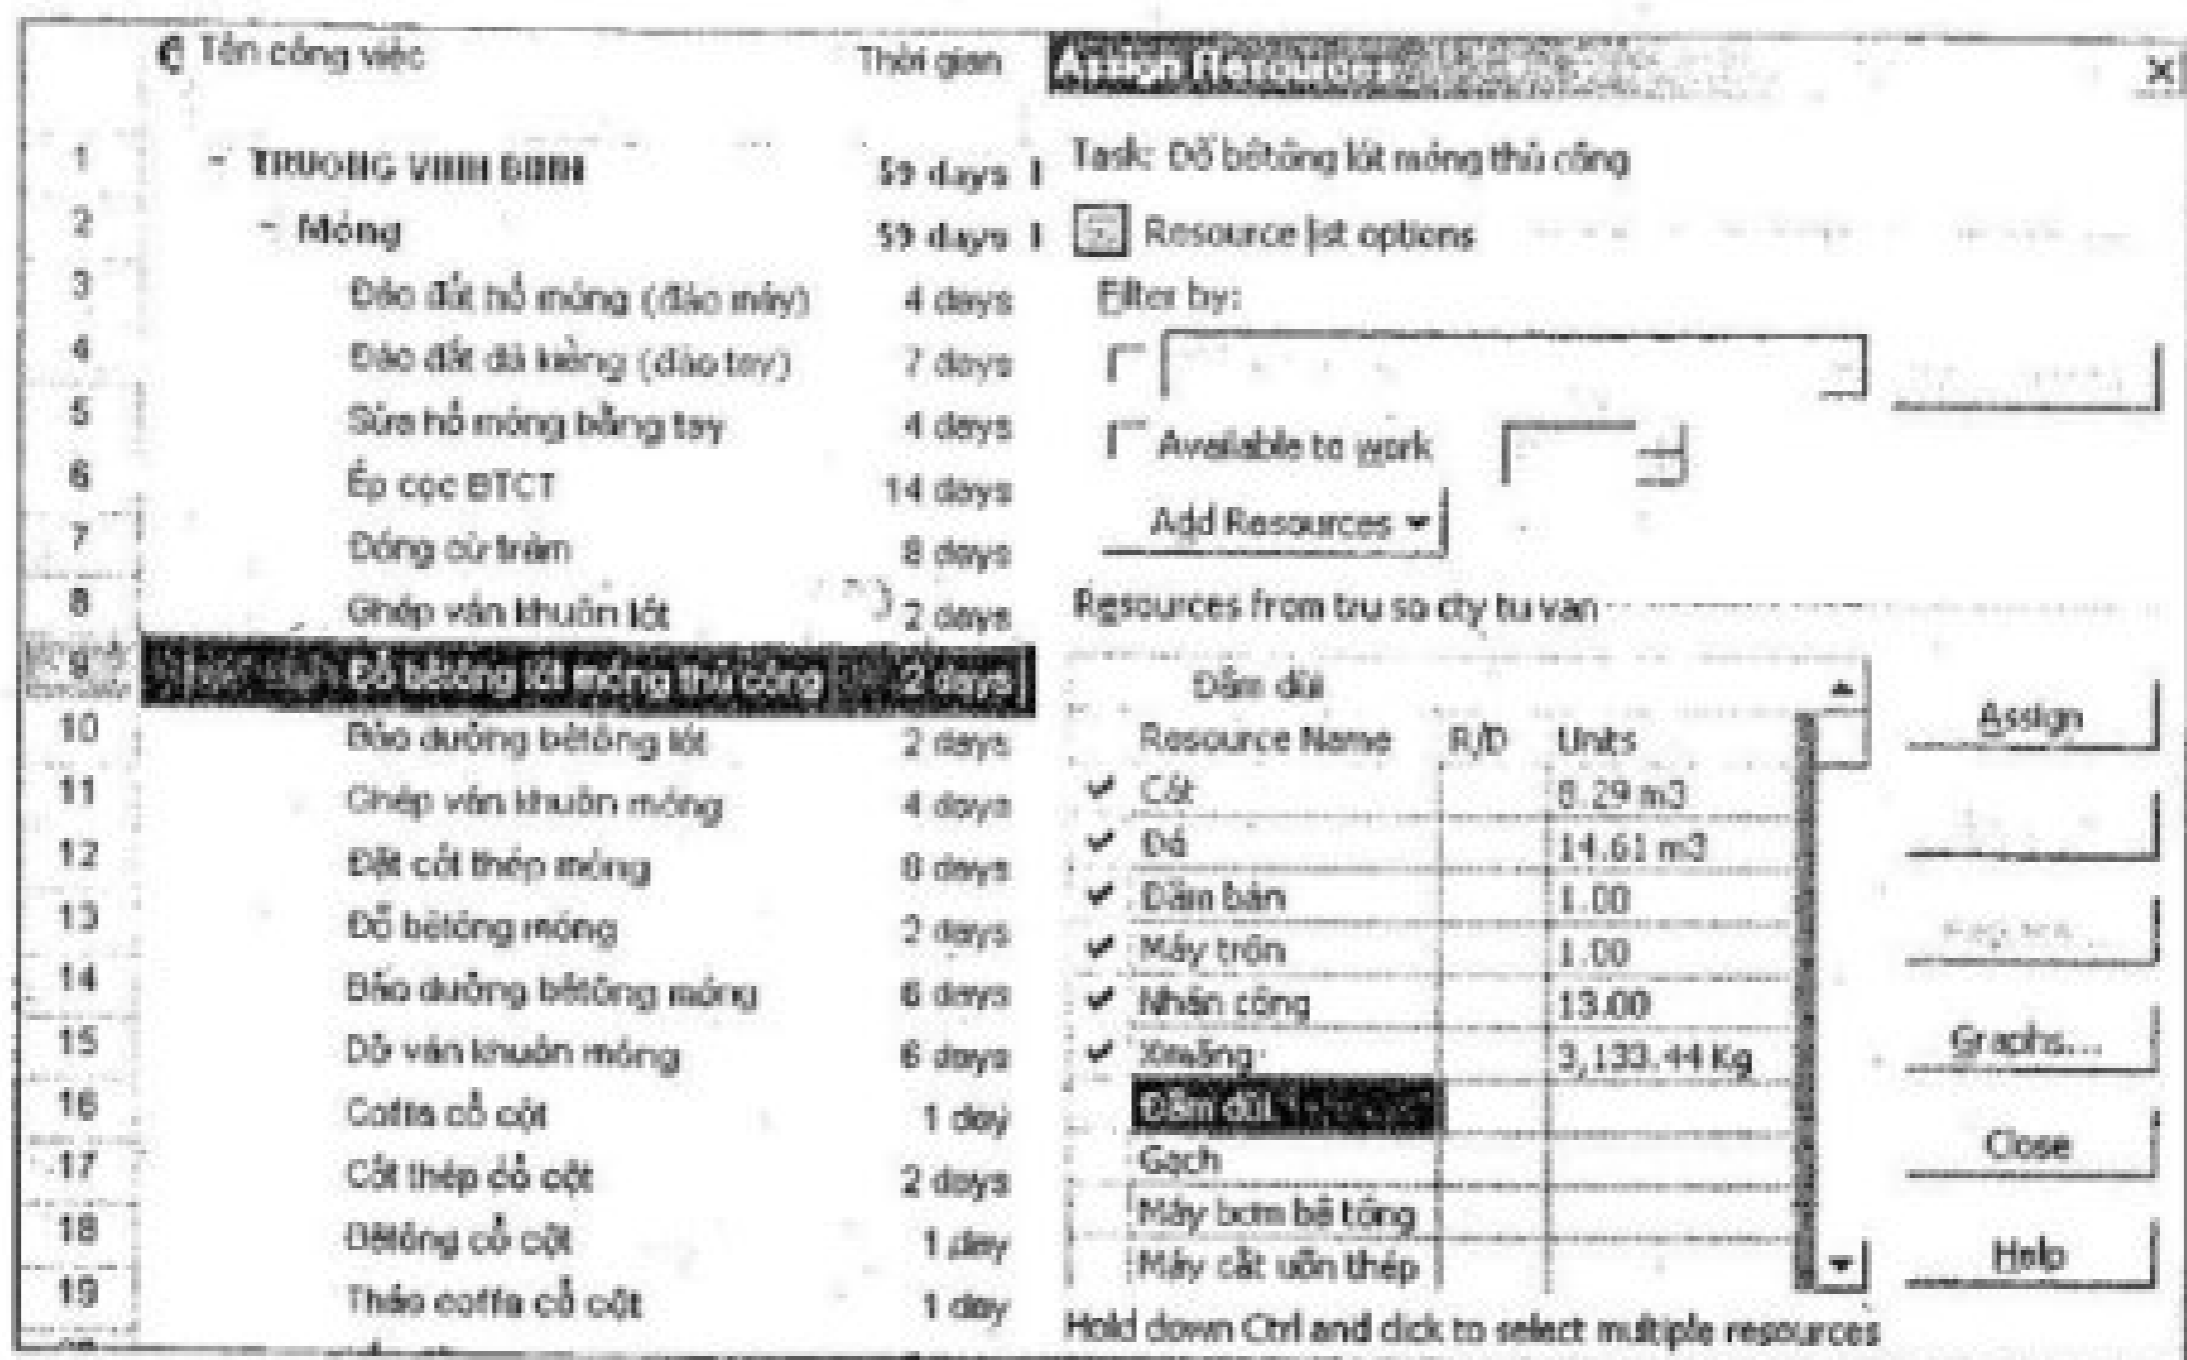 Tên công việc
Thời gian
1 - TRUONG VINH BINH 59 days
2 - Móng 59 days
3 Đào đất hố móng (đào máy) 4 days
4 Đào đất đà kiềng (đào tay) 7 days
5 Sửa hố móng bằng tay 4 days
6 Ép cọc BTCT 14 days
7 Đóng cừ tràm 8 days
8 Ghép ván khuôn lót 2 days
9 Đổ bêtông lót móng thủ công 2 days
10 Bảo dưỡng bêtông lót 2 days
11 Ghép ván khuôn móng 4 days
12 Đặt cốt thép móng 8 days
13 Đổ bêtông móng 2 days
14 Bảo dưỡng bêtông móng 6 days
15 Dỡ ván khuôn móng 6 days
16 Coffa cổ cột 1 day
17 Cốt thép cổ cột 2 days
18 Bêtông cổ cột 1 day
19 Tháo coffa cổ cột 1 day
Assign Resources
Task: Đổ bêtông lót móng thủ công
Resource list options
Filter by:
Available to work
Add Resources
Resources from tru so cty tu van
Đầm dùi
Resource Name R/D Units
Cát 8.29 m3
Đá 14.61 m3
Đầm bàn 1.00
Máy trộn 1.00
Nhân công 13.00
Ximăng 3,133.44 Kg
Đầm dùi
Gạch
Máy bơm bê tông
Máy cắt uốn thép
Assign
Graphs...
Close
Help
Hold down Ctrl and click to select multiple resources